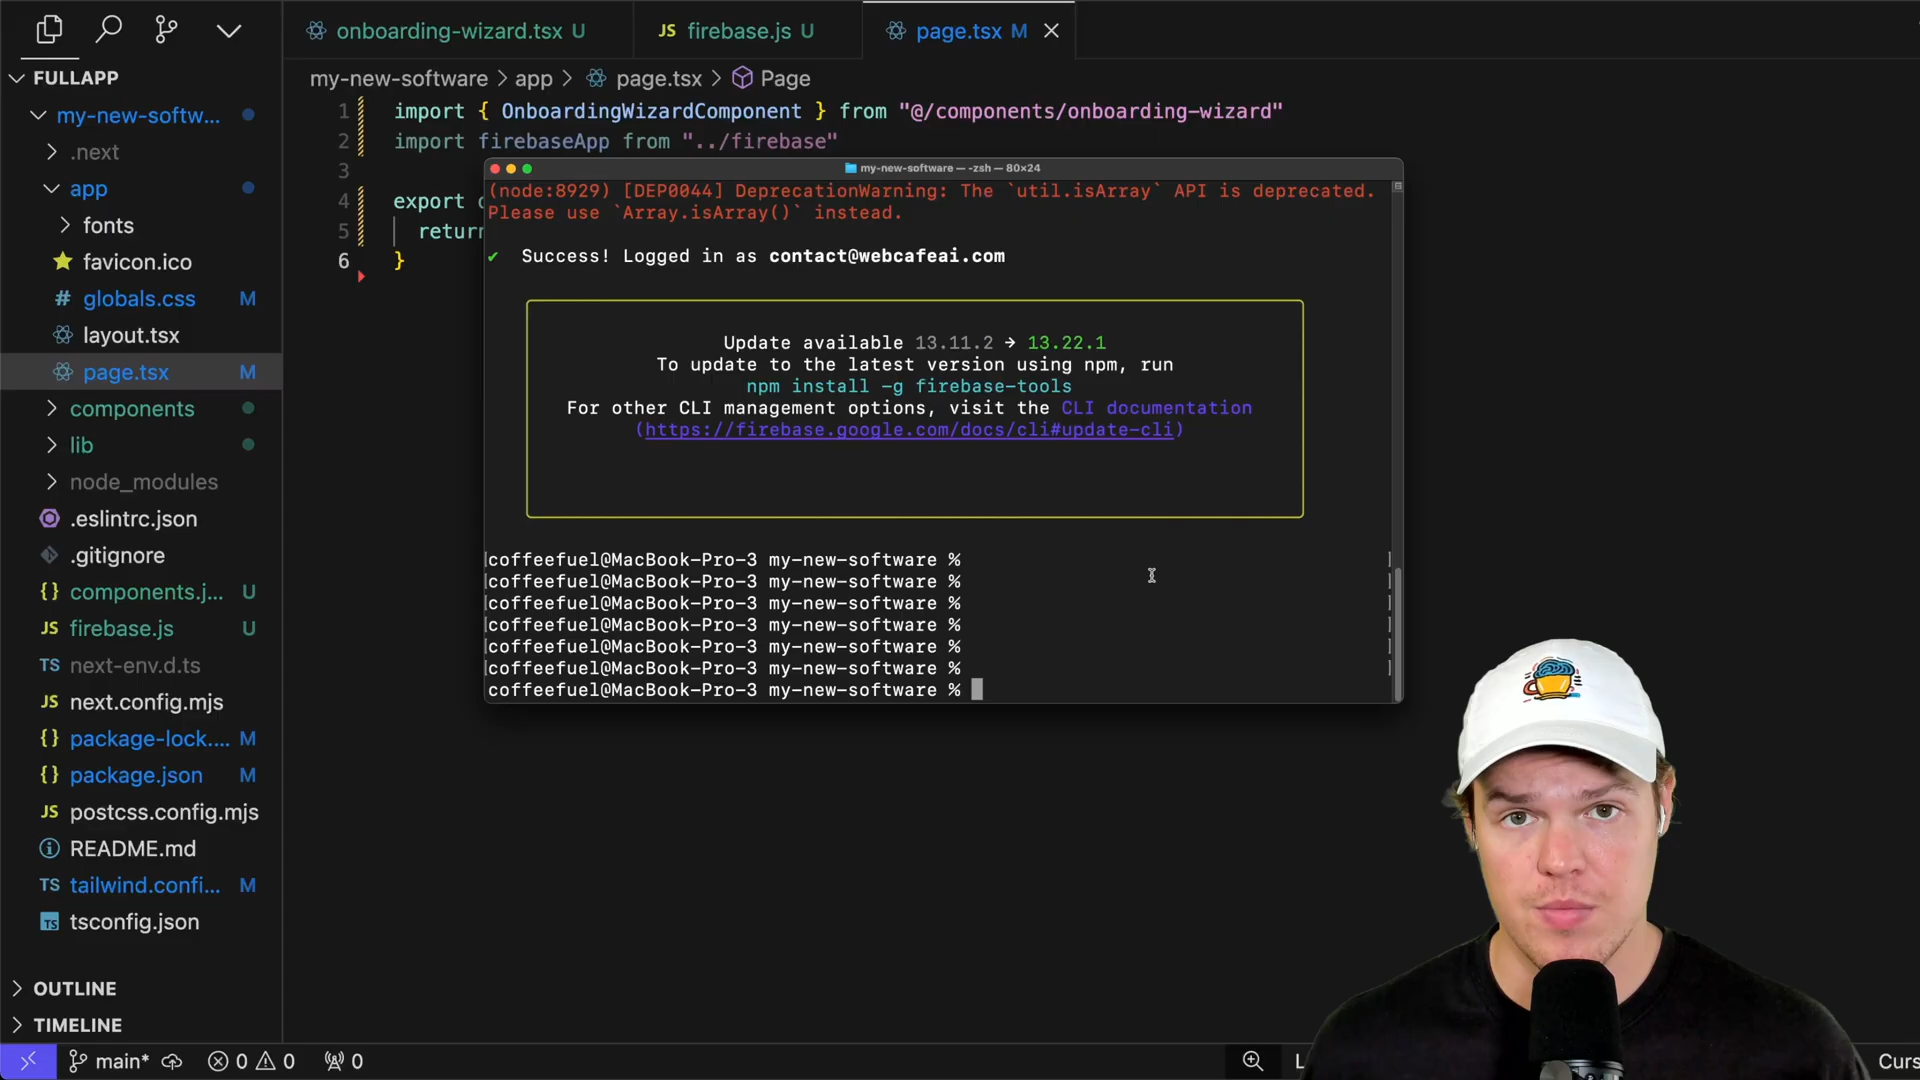 onboarding-wizard.tsx U
JS firebase.js U
page.tsx M
FULLAPP
my-new-software > app > page.tsx > Page
my-new-softw...
.next
app
fonts
favicon.ico
# globals.css M
layout.tsx
page.tsx M
components
lib
node_modules
.eslintrc.json
.gitignore
{} components.j... U
JS firebase.js U
TS next-env.d.ts
JS next.config.mjs
{} package-lock.... M
{} package.json M
JS postcss.config.mjs
README.md
TS tailwind.confi... M
TS tsconfig.json
OUTLINE
TIMELINE
1 import { OnboardingWizardComponent } from "@/components/onboarding-wizard"
2 import firebaseApp from "../firebase"
3
4 export
5 return
6 }
my-new-software — -zsh — 80×24
(node:8929) [DEP0044] DeprecationWarning: The `util.isArray` API is deprecated.
Please use `Array.isArray()` instead.
✔ Success! Logged in as contact@webcafeai.com
Update available 13.11.2 → 13.22.1
To update to the latest version using npm, run
npm install -g firebase-tools
For other CLI management options, visit the CLI documentation
(https://firebase.google.com/docs/cli#update-cli)
[coffeefuel@MacBook-Pro-3 my-new-software % ]
[coffeefuel@MacBook-Pro-3 my-new-software % ]
[coffeefuel@MacBook-Pro-3 my-new-software % ]
[coffeefuel@MacBook-Pro-3 my-new-software % ]
[coffeefuel@MacBook-Pro-3 my-new-software % ]
[coffeefuel@MacBook-Pro-3 my-new-software % ]
coffeefuel@MacBook-Pro-3 my-new-software %
main* 0 0 0
L
Curs